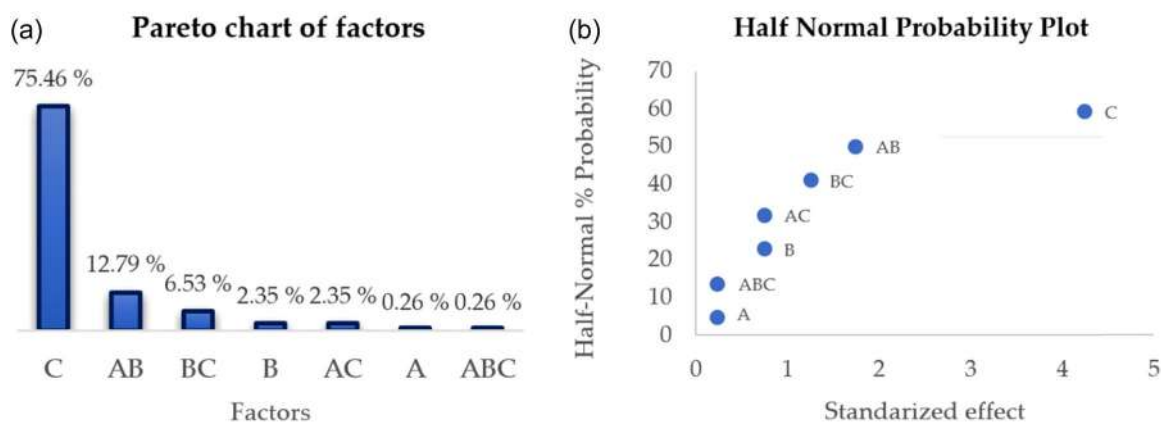 (a)
Pareto chart of factors
75.46 %
12.79 %
6.53 %
2.35 %
2.35 %
0.26 %
0.26 %
C AB BC B AC A ABC
Factors
(b)
Half Normal Probability Plot
Half-Normal % Probability
70
60
50
40
30
20
10
0
C
AB
BC
AC
B
ABC
A
0 1 2 3 4 5
Standarized effect